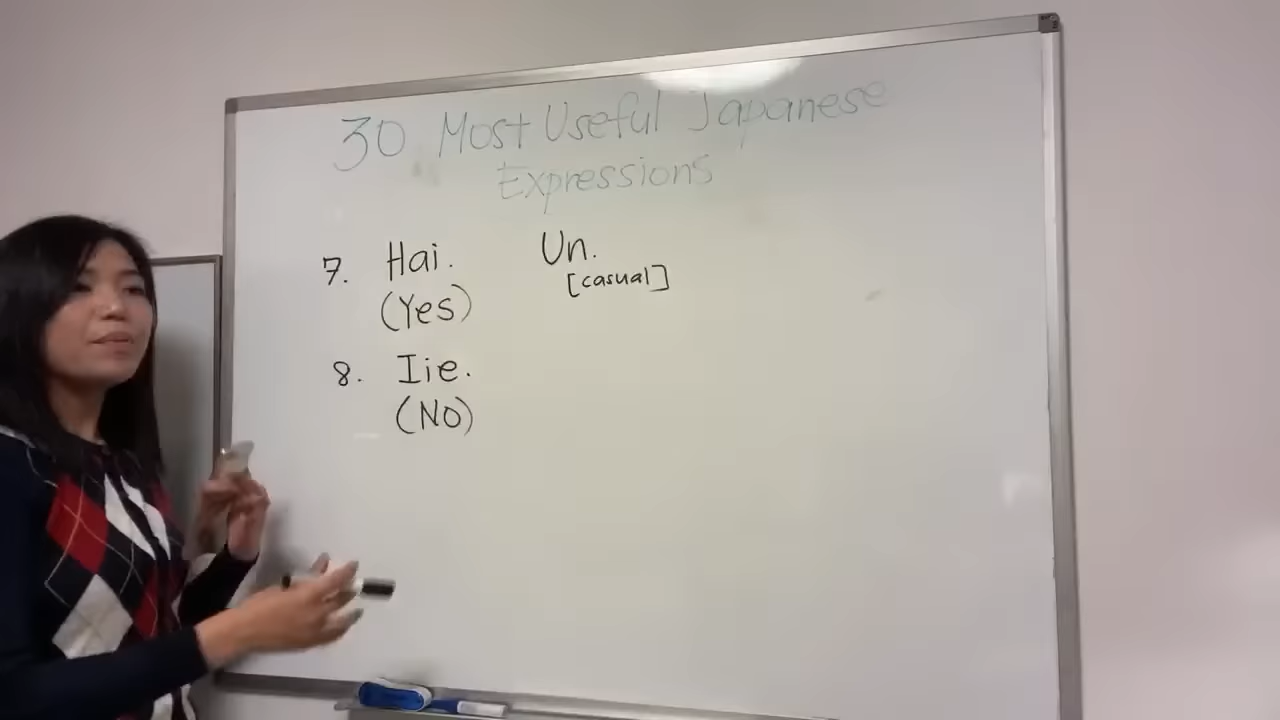 30 Most Useful Japanese
Expressions
7. Hai. Un.
[casual]
(Yes)
8. Iie.
(No)